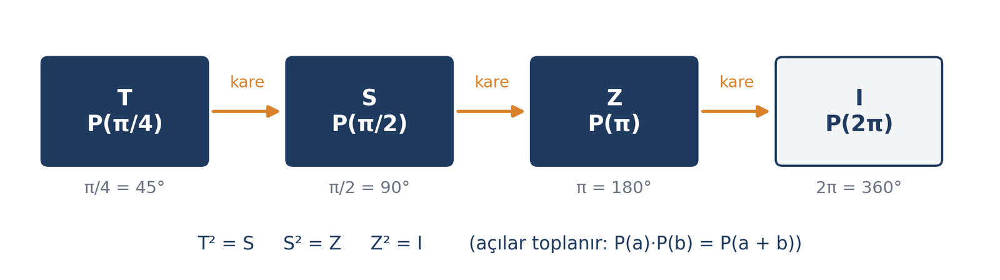 kare kare kare
T S Z I
P(π/4) P(π/2) P(π) P(2π)
π/4 = 45° π/2 = 90° π = 180° 2π = 360°
T² = S S² = Z Z² = I (açılar toplanır: P(a)·P(b) = P(a + b))